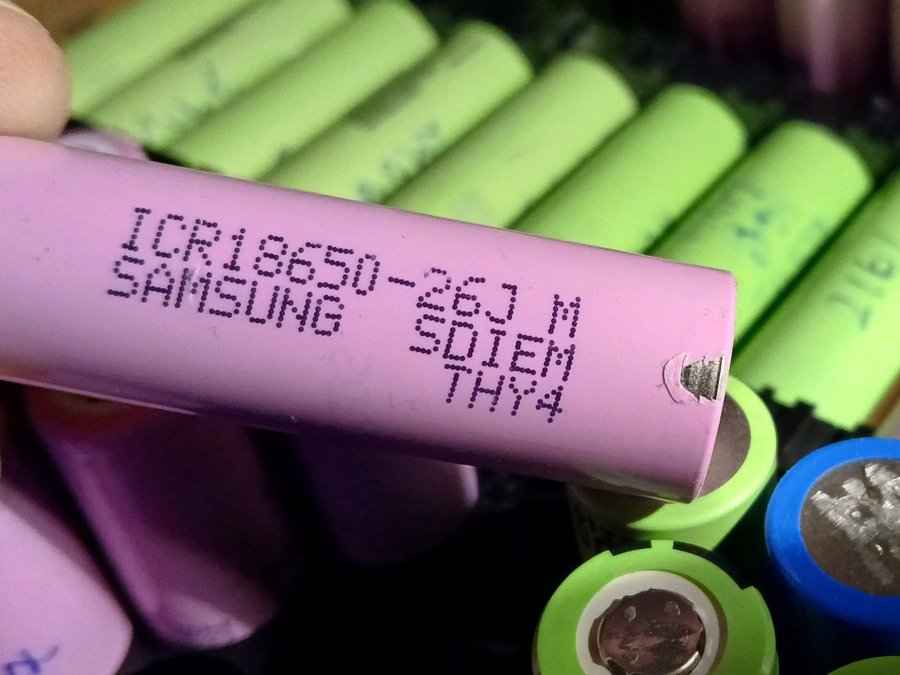 ICR18650-26J M
SAMSUNG SDIEM
THY4